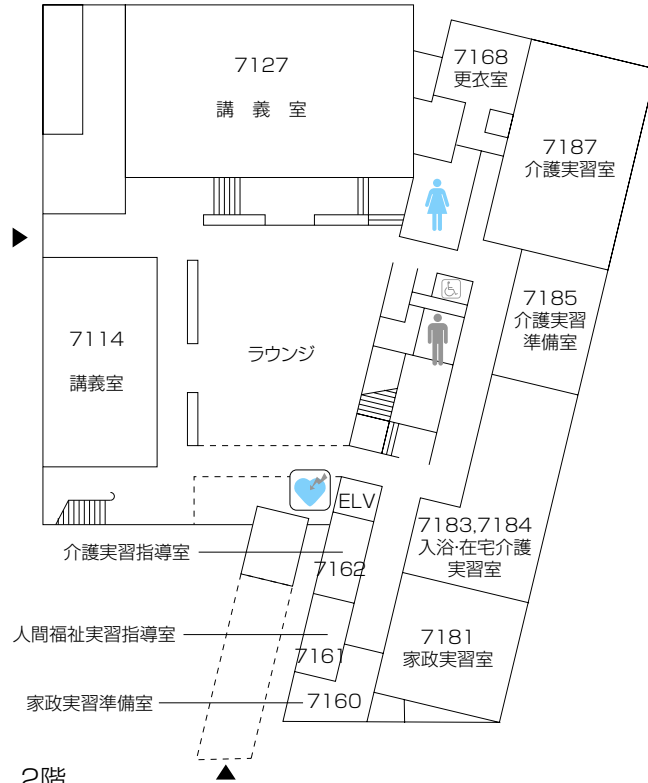 7127
講義室
7168
更衣室
7187
介護実習室
7185
介護実習
準備室
7114
講義室
ラウンジ
ELV
7183,7184
入浴・在宅介護
実習室
介護実習指導室
7162
7181
家政実習室
人間福祉実習指導室
7161
家政実習準備室
7160
2階